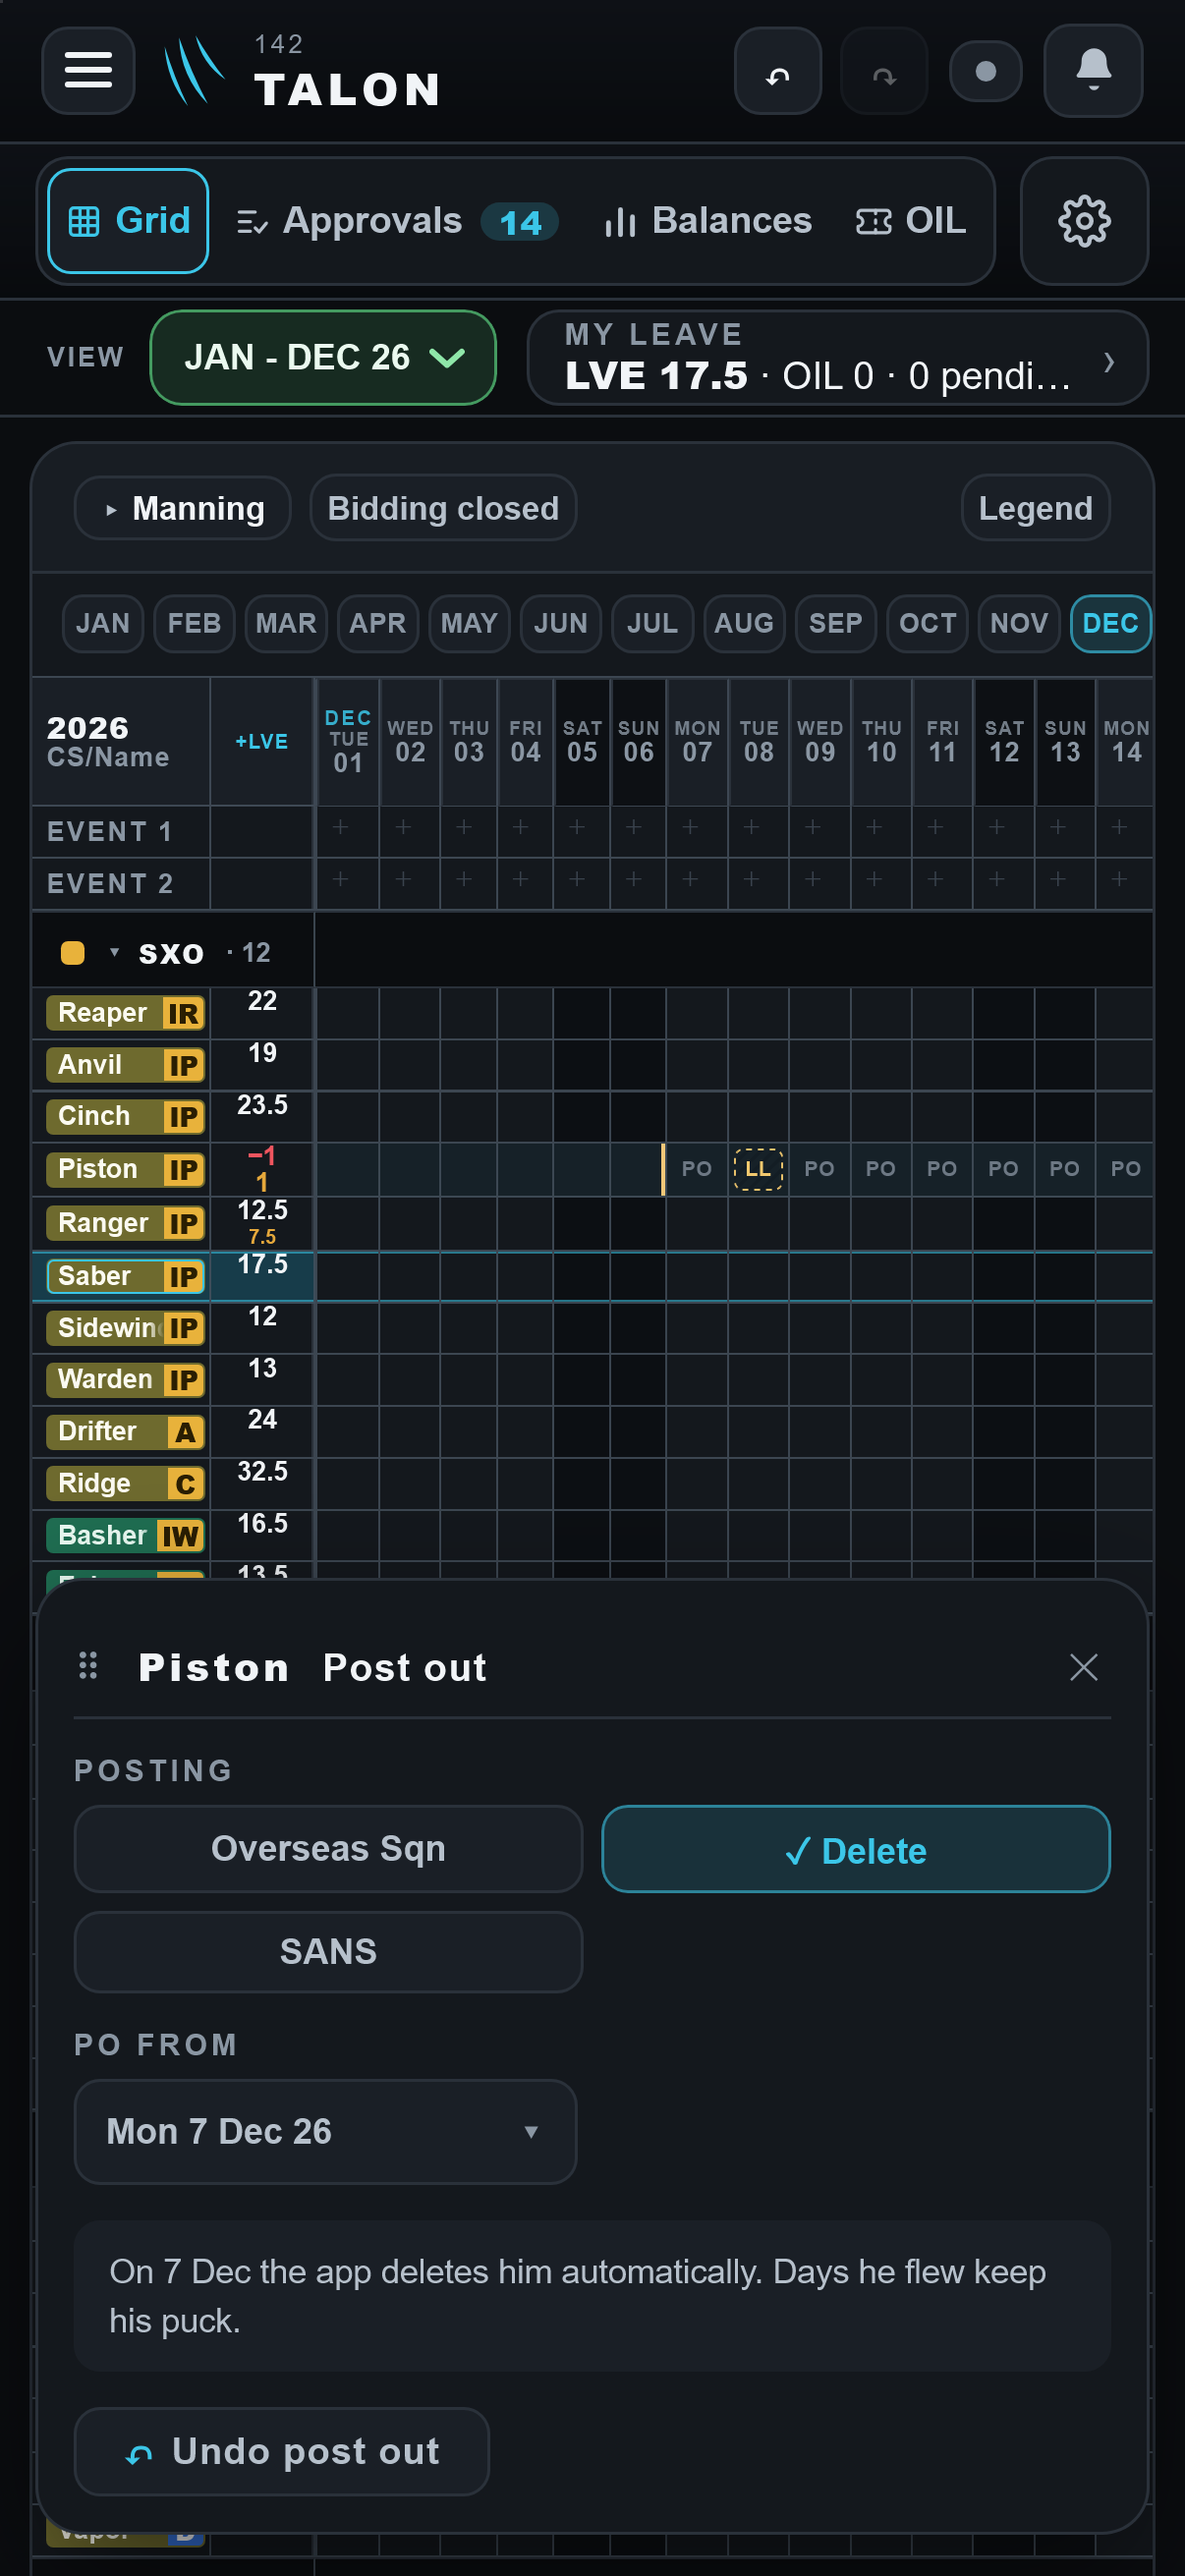 142
TALON
Grid
Approvals 14
Balances
OIL
VIEW
JAN - DEC 26
MY LEAVE
LVE 17.5 · OIL 0 · 0 pendi…
Manning
Bidding closed
Legend
JAN FEB MAR APR MAY JUN JUL AUG SEP OCT NOV DEC
2026
CS/Name
+LVE
DEC TUE 01
WED 02
THU 03
FRI 04
SAT 05
SUN 06
MON 07
TUE 08
WED 09
THU 10
FRI 11
SAT 12
SUN 13
MON 14
EVENT 1 + + + + + + + + + + + + + +
EVENT 2 + + + + + + + + + + + + + +
SXO · 12
Reaper IR 22
Anvil IP 19
Cinch IP 23.5
Piston IP −1 1 PO LL PO PO PO PO PO PO
Ranger IP 12.5 7.5
Saber IP 17.5
Sidewin IP 12
Warden IP 13
Drifter A 24
Ridge C 32.5
Basher IW 16.5
13.5
Piston Post out
POSTING
Overseas Sqn
✓ Delete
SANS
PO FROM
Mon 7 Dec 26
On 7 Dec the app deletes him automatically. Days he flew keep
his puck.
Undo post out